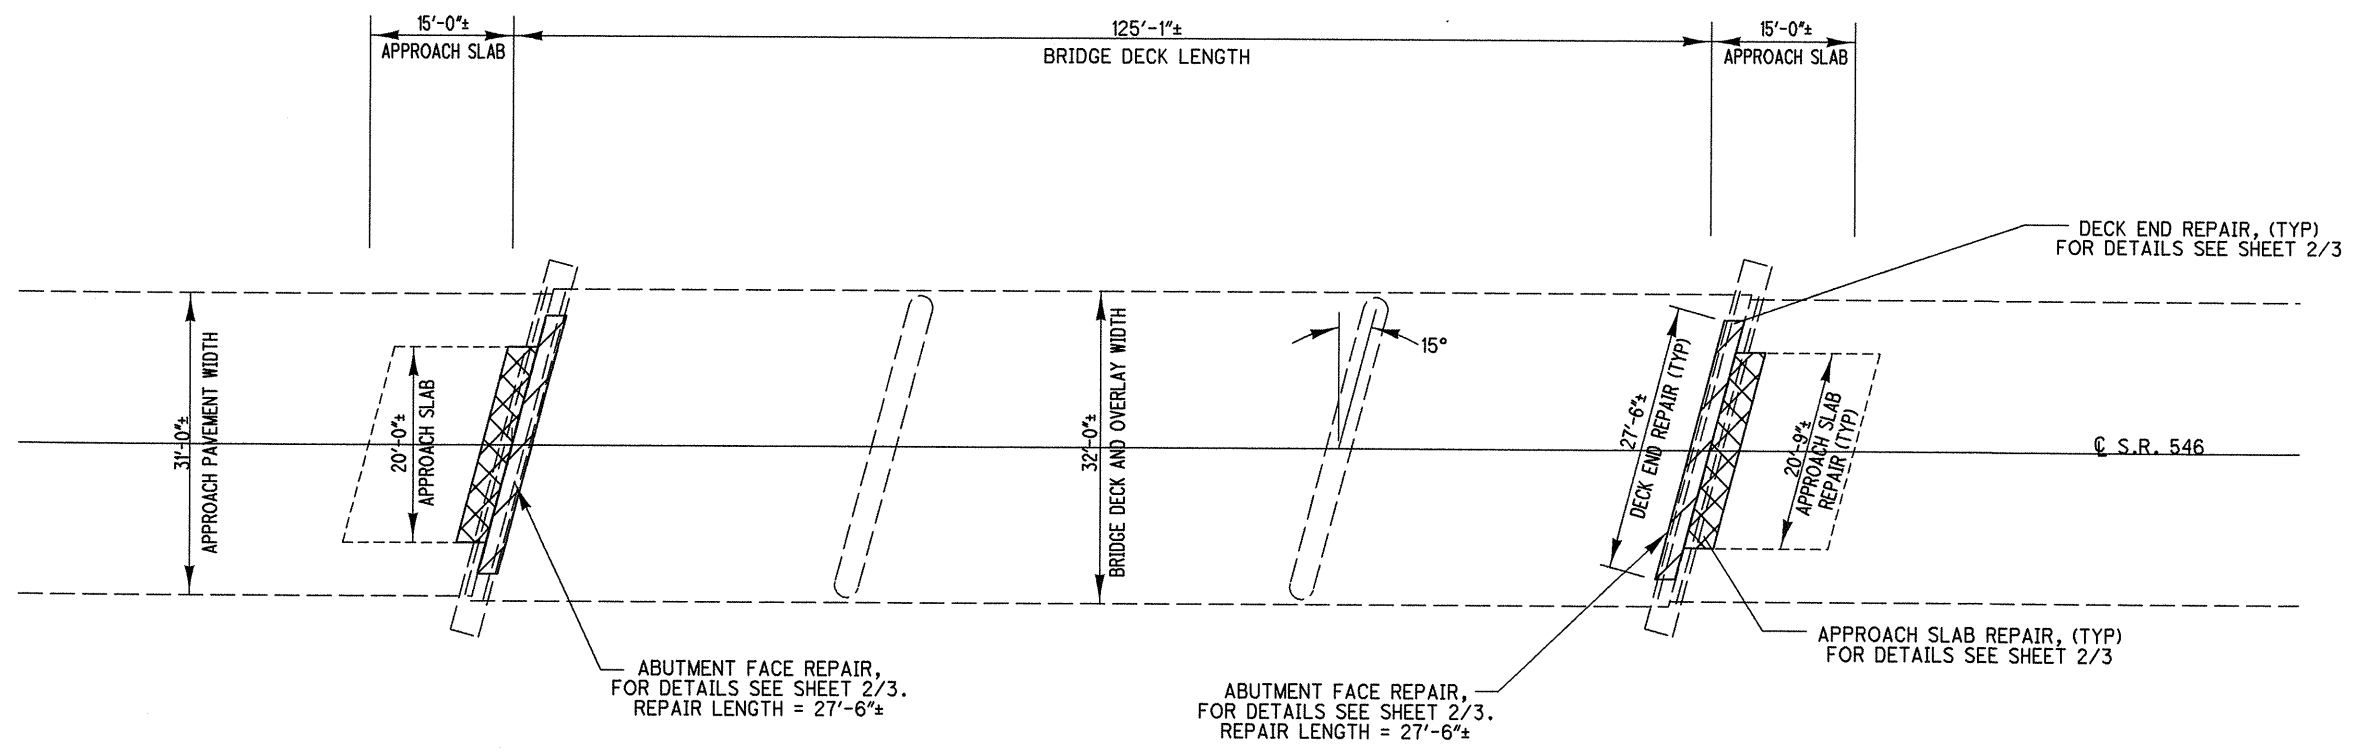 15'-0"±
APPROACH SLAB
125'-1"±
BRIDGE DECK LENGTH
15'-0"±
APPROACH SLAB
DECK END REPAIR, (TYP)
FOR DETAILS SEE SHEET 2/3
31'-0"±
APPROACH PAVEMENT WIDTH
20'-0"±
APPROACH SLAB
32'-0"±
BRIDGE DECK AND OVERLAY WIDTH
15°
27'-6"±
DECK END REPAIR (TYP)
20'-9"±
APPROACH SLAB
REPAIR (TYP)
℄ S.R. 546
ABUTMENT FACE REPAIR,
FOR DETAILS SEE SHEET 2/3.
REPAIR LENGTH = 27'-6"±
ABUTMENT FACE REPAIR,
FOR DETAILS SEE SHEET 2/3.
REPAIR LENGTH = 27'-6"±
APPROACH SLAB REPAIR, (TYP)
FOR DETAILS SEE SHEET 2/3